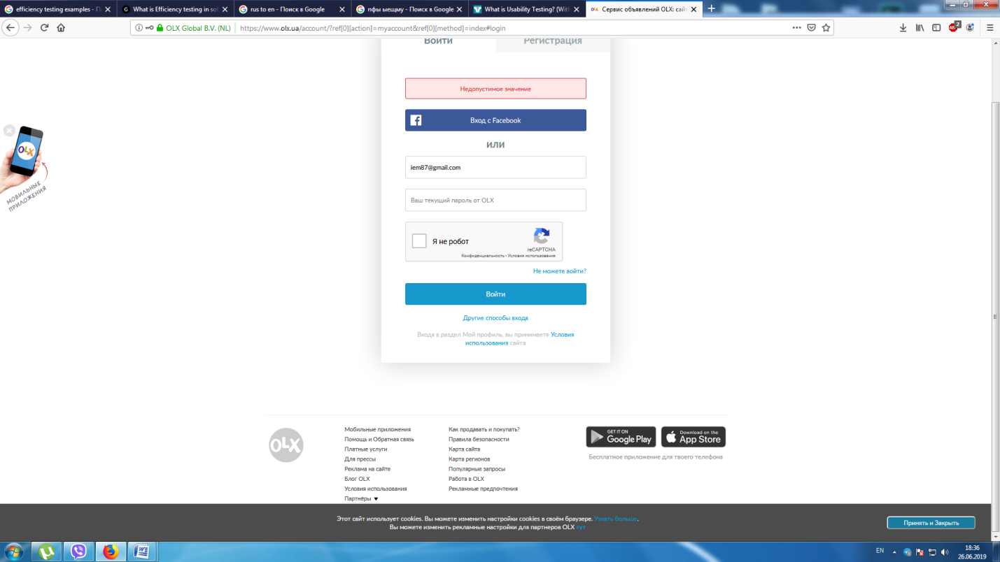 efficiency testing examples - П
What is Efficiency testing in so
rus to en - Поиск в Google
пфы ыещму - Поиск в Google
What is Usability Testing? (With
Сервис объявлений OLX: сайт
OLX Global B.V. (NL)
https://www.olx.ua/account/?ref[0][action]=myaccount&ref[0][method]=index#login
2
Войти
Регистрация
Недопустимое значение
Вход с Facebook
или
iem87@gmail.com
Ваш текущий пароль от OLX
Я не робот
reCAPTCHA
Конфиденциальность - Условия использования
Не можете войти?
Войти
Другие способы входа
Входя в раздел Мой профиль, вы принимаете Условия
использования сайта
OLX
МОБИЛЬНЫЕ
ПРИЛОЖЕНИЯ
OLX
Мобильные приложения
Помощь и Обратная связь
Платные услуги
Для прессы
Реклама на сайте
Блог OLX
Условия использования
Партнёры ▼
Как продавать и покупать?
Правила безопасности
Карта сайта
Карта регионов
Популярные запросы
Работа в OLX
Рекламные предпочтения
GET IT ON
Google Play
Download on the
App Store
Бесплатное приложение для твоего телефона
Этот сайт использует cookies. Вы можете изменить настройки cookies в своём браузере. Узнать больше.
Вы можете изменить рекламные настройки для партнеров OLX тут
Принять и Закрыть
EN
18:36
26.06.2019